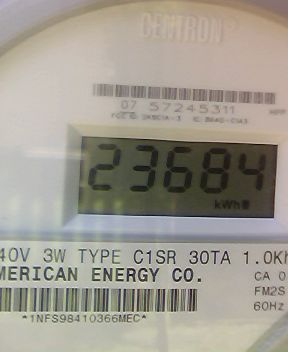 CENTRON®
07 57245311
23684
kWh
40V 3W TYPE C1SR 30TA 1.0Kh
MERICAN ENERGY CO.
CA 0
FM2S
60Hz
*1NFS98410366MEC*